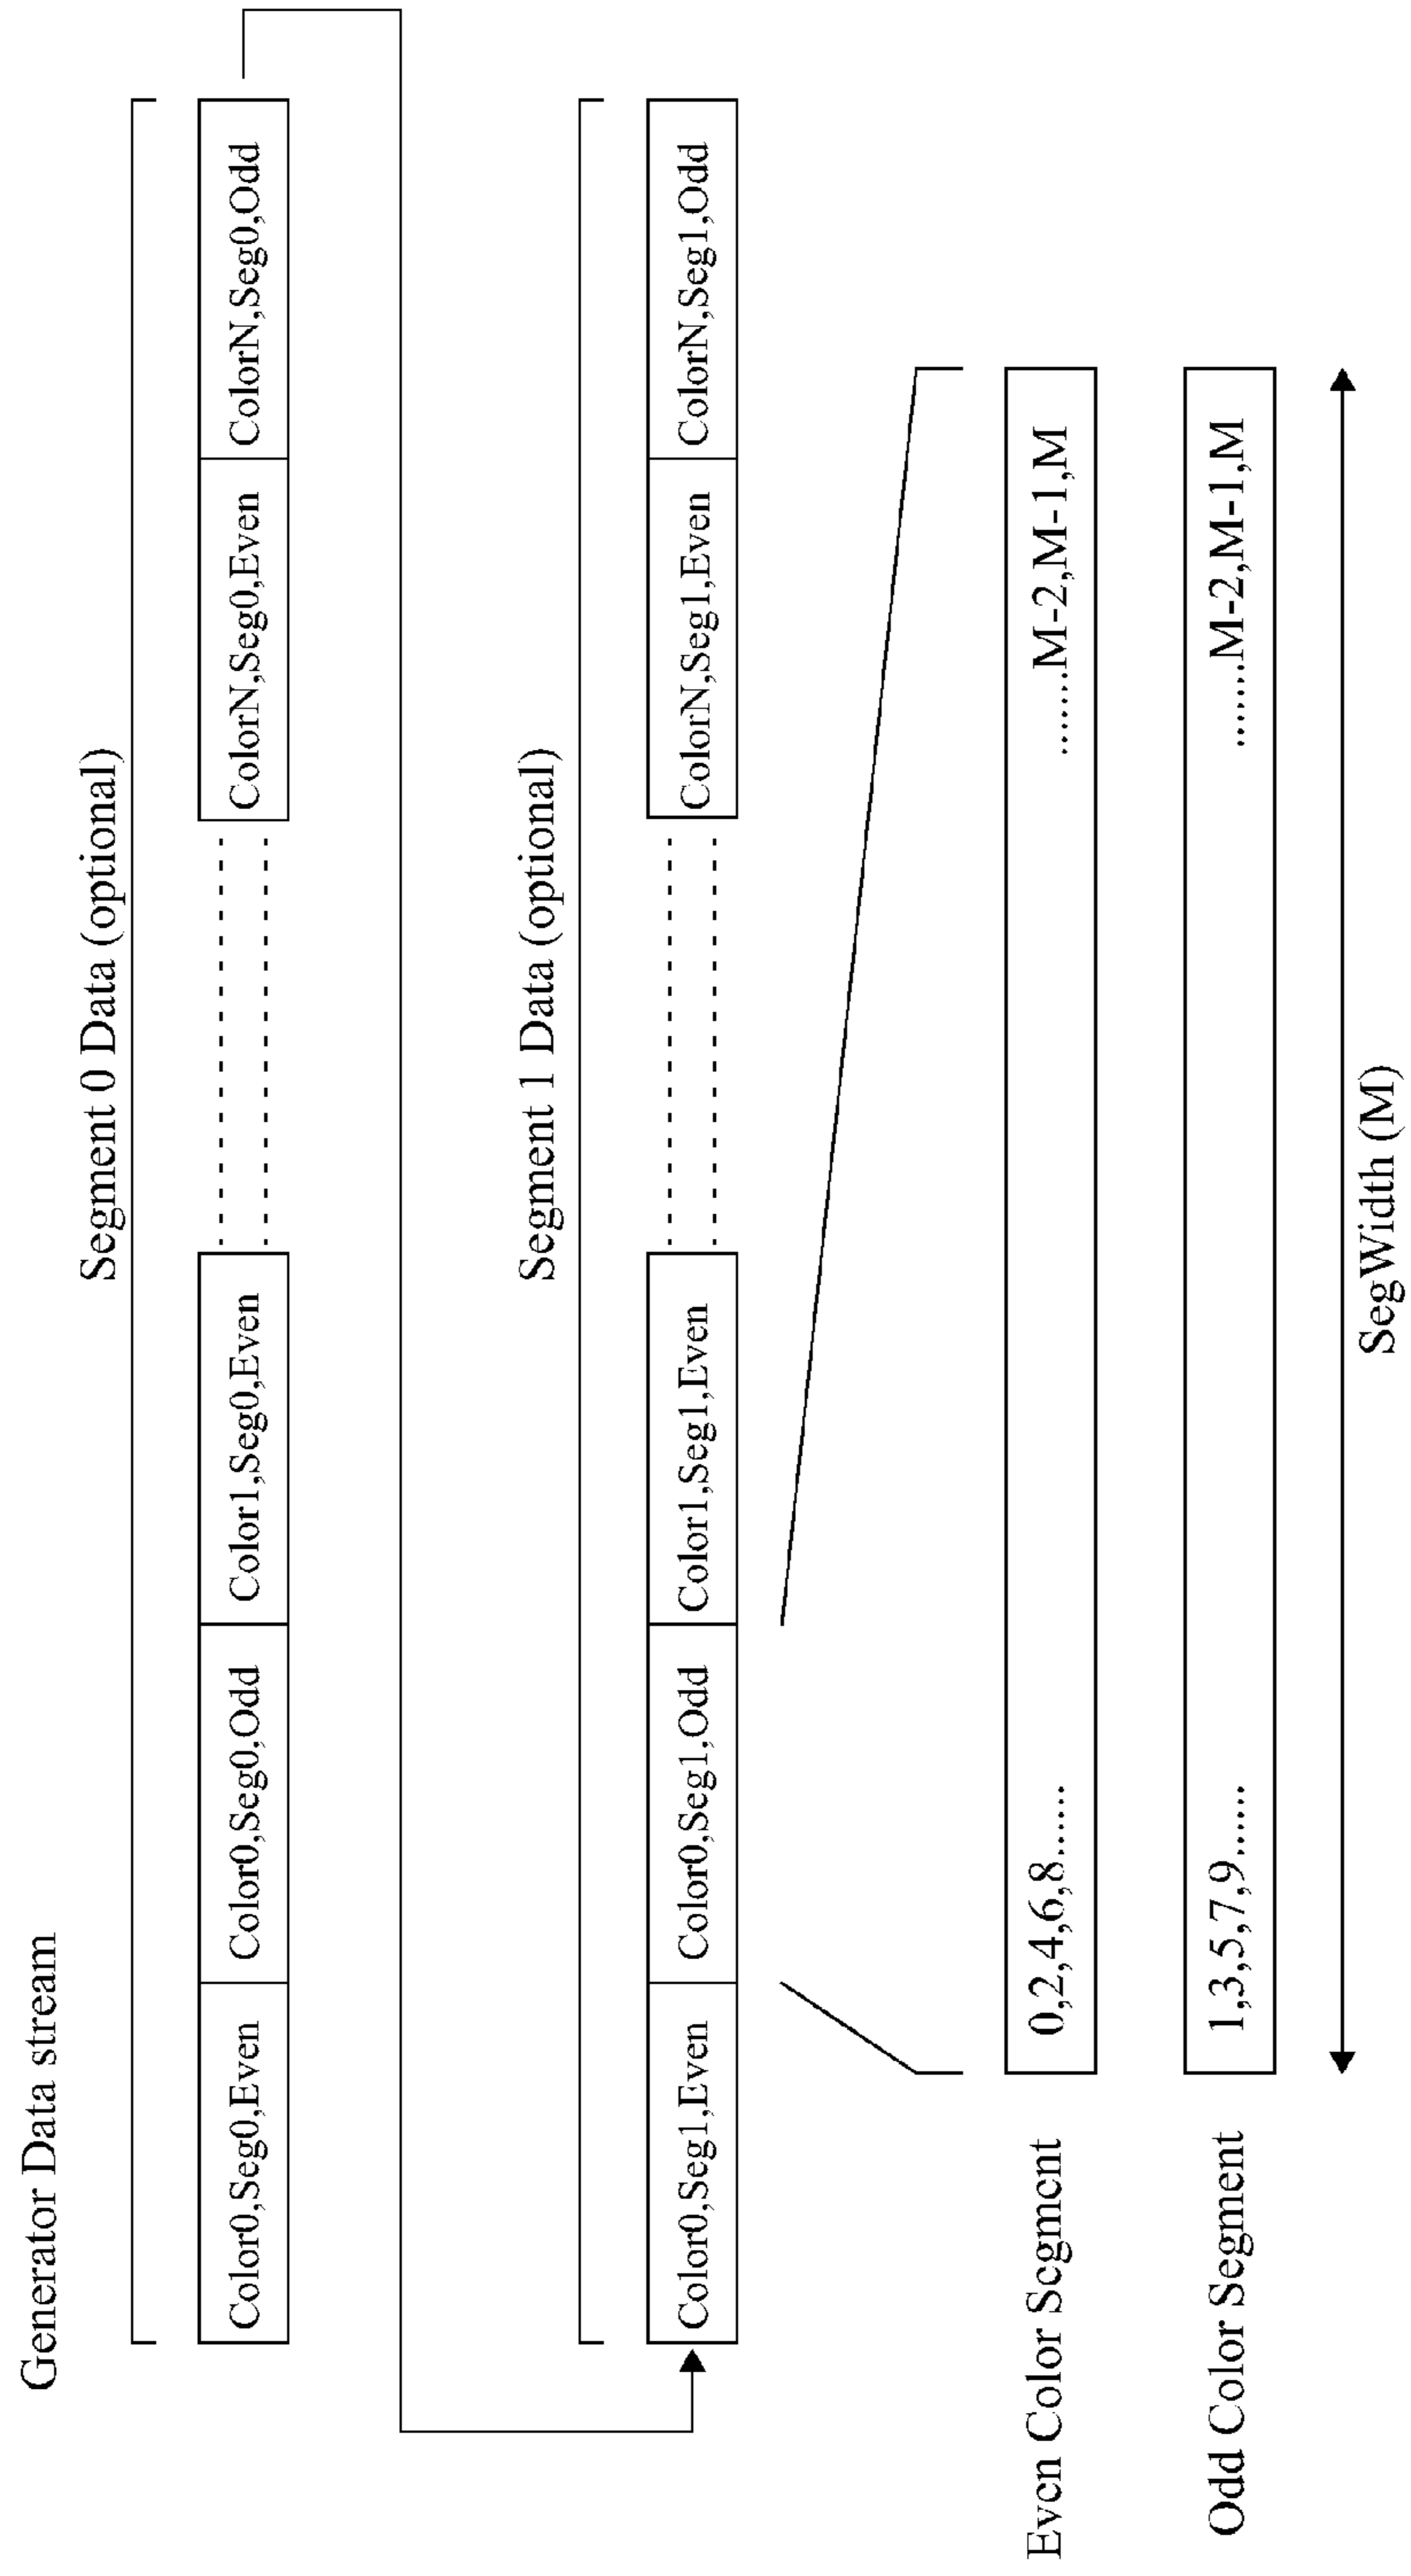 Generator Data stream
Segment 0 Data (optional)
Color0,Seg0,Even
Color0,Seg0,Odd
Color1,Seg0,Even
ColorN,Seg0,Even
ColorN,Seg0,Odd
Segment 1 Data (optional)
Color0,Seg1,Even
Color0,Seg1,Odd
Color1,Seg1,Even
ColorN,Seg1,Even
ColorN,Seg1,Odd
Even Color Segment
0,2,4,6,8......
.......M-2,M-1,M
Odd Color Segment
1,3,5,7,9......
.......M-2,M-1,M
SegWidth (M)